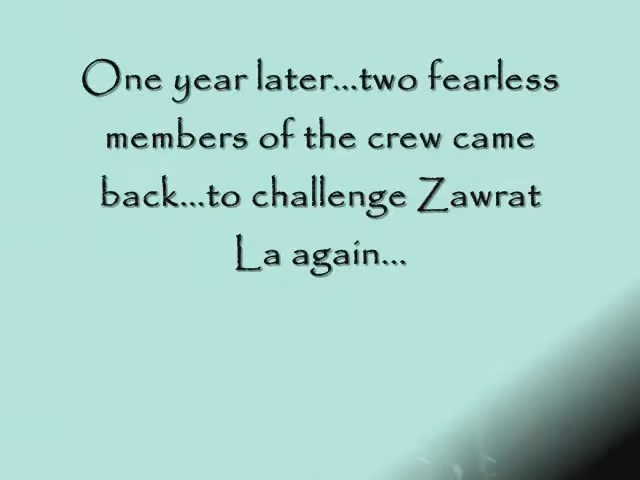 One year later...two fearless
members of the crew came
back...to challenge Zawrat
La again...